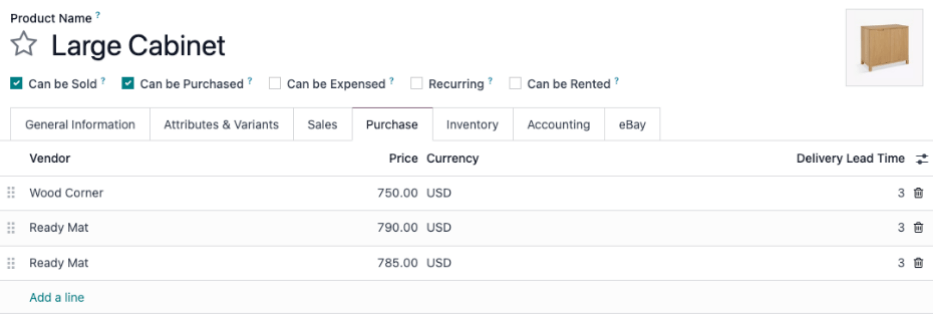 Product Name ?
Large Cabinet
Can be Sold ? Can be Purchased ? Can be Expensed ? Recurring ? Can be Rented ?
General Information Attributes & Variants Sales Purchase Inventory Accounting eBay
Vendor Price Currency Delivery Lead Time
Wood Corner 750.00 USD 3
Ready Mat 790.00 USD 3
Ready Mat 785.00 USD 3
Add a line